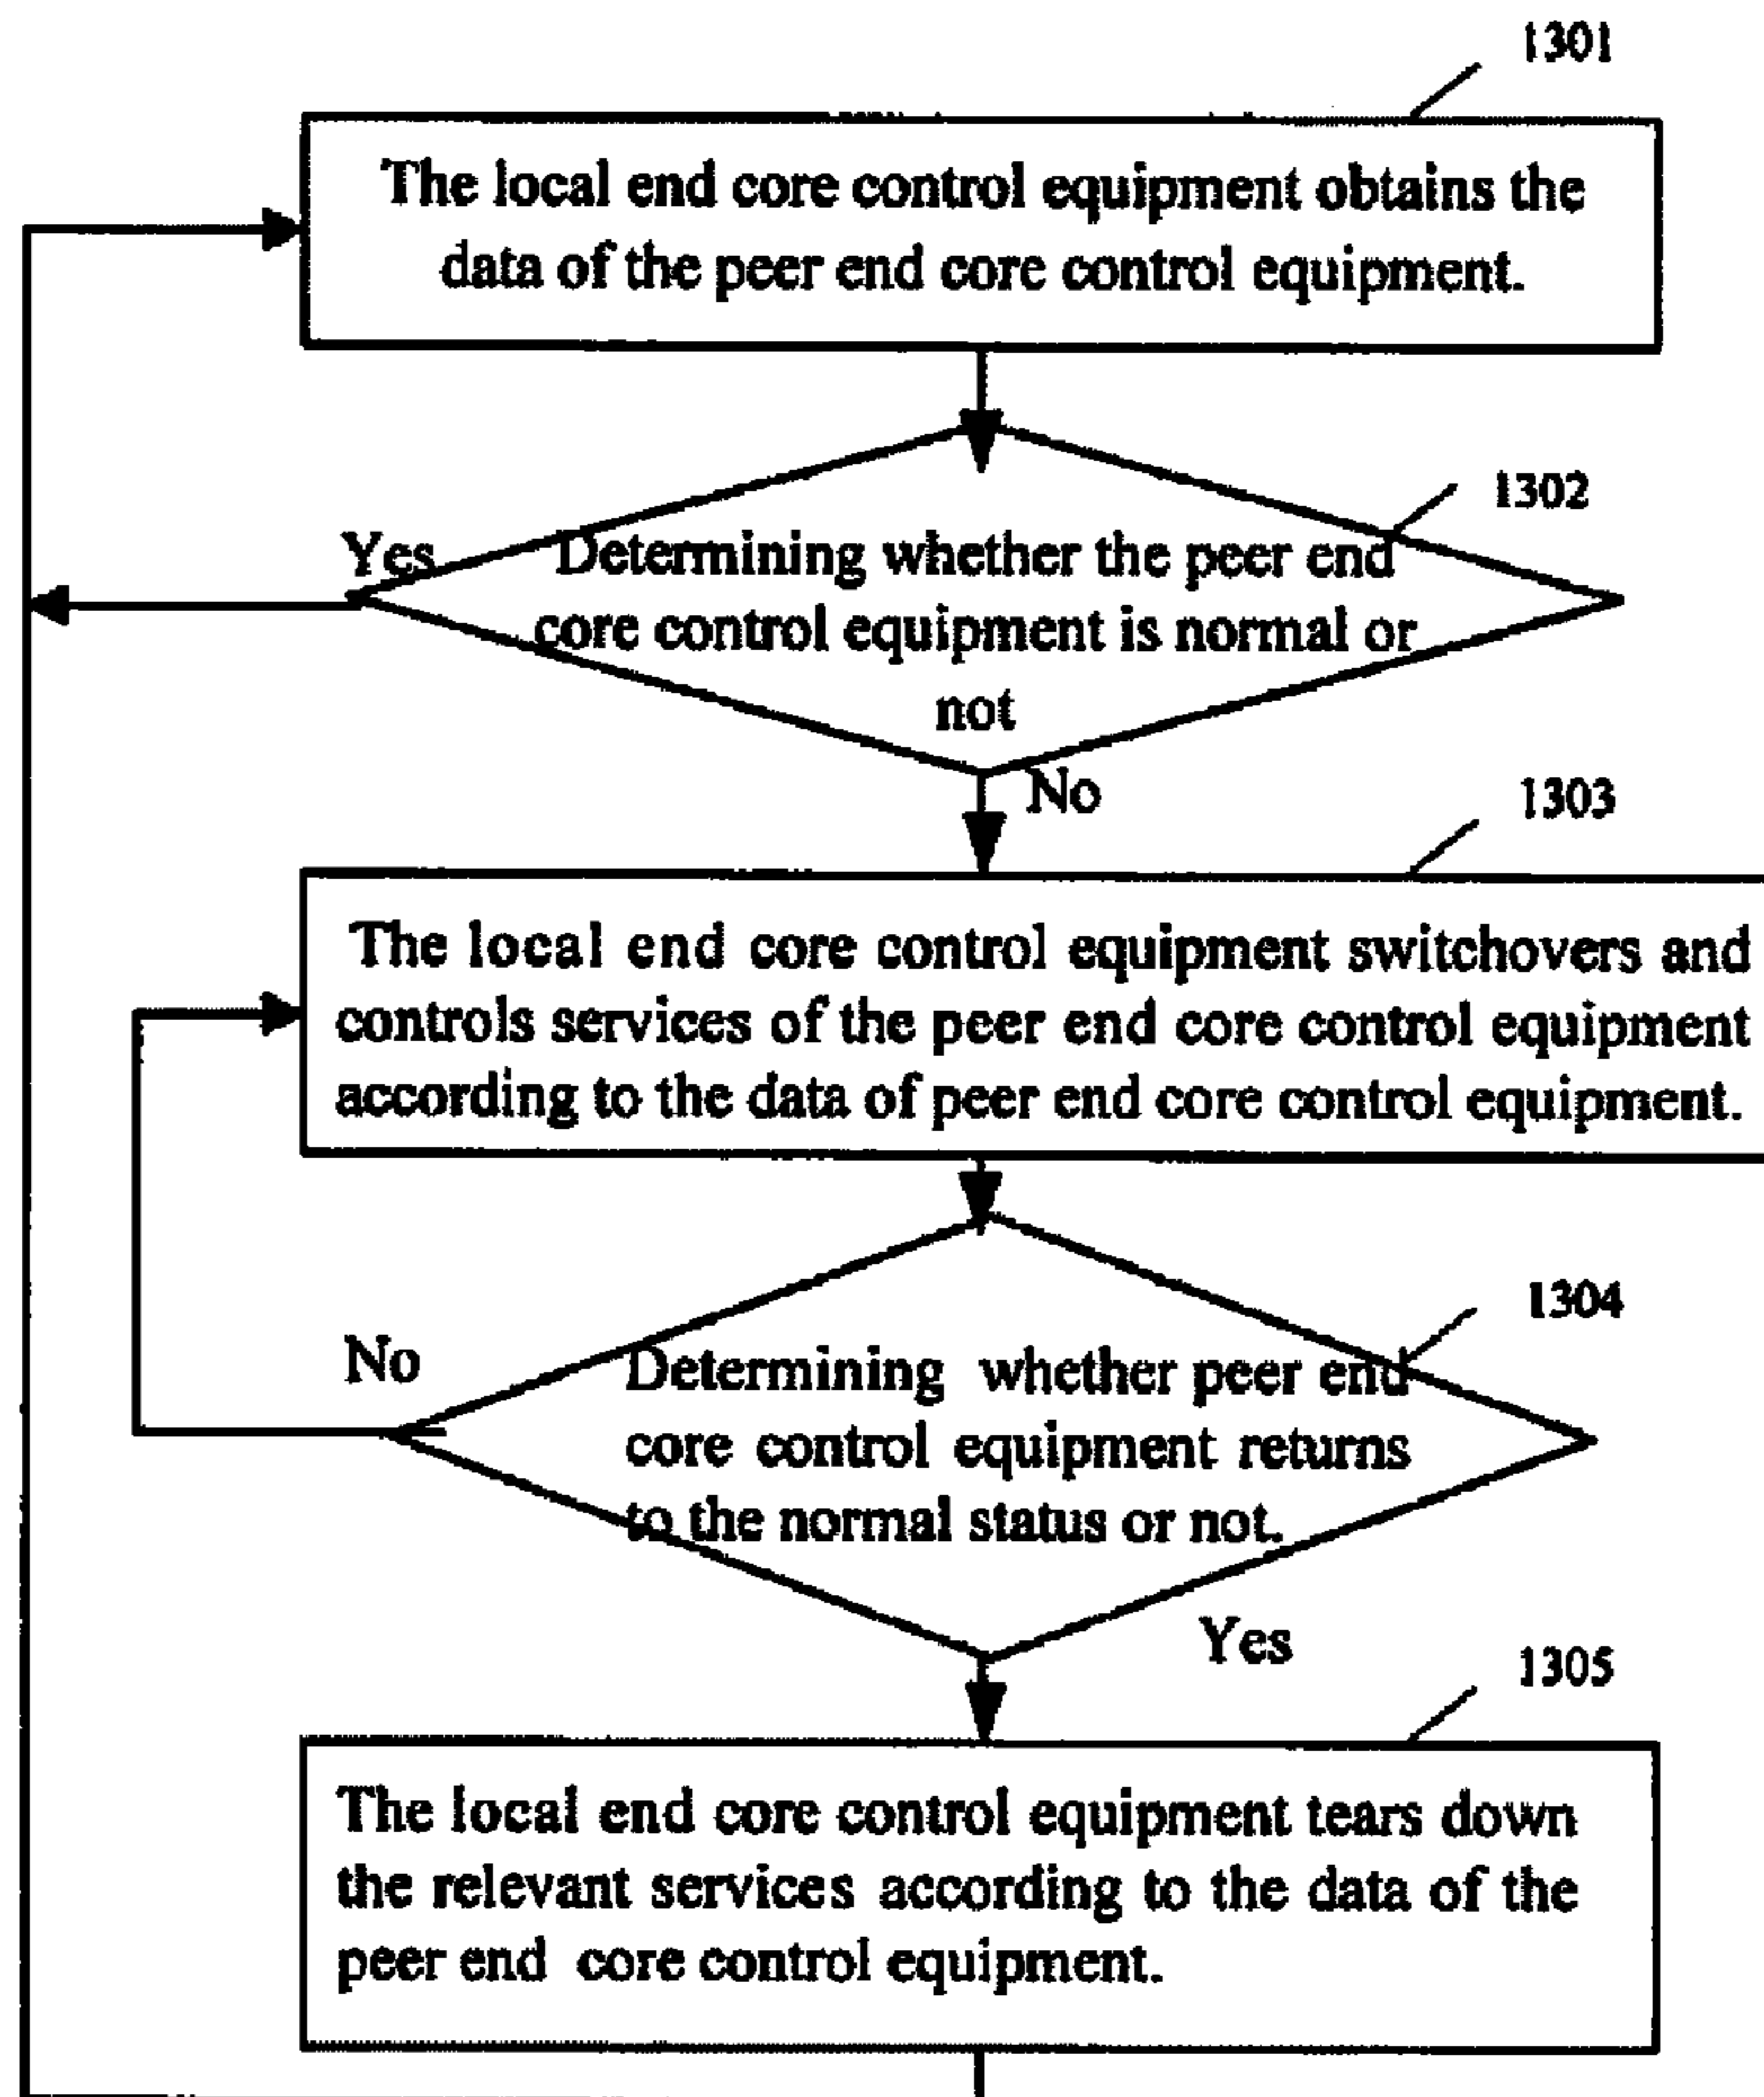 1301
The local end core control equipment obtains the
data of the peer end core control equipment.
1302
Yes
Determining whether the peer end
core control equipment is normal or
not
No
1303
The local end core control equipment switchovers and
controls services of the peer end core control equipment
according to the data of peer end core control equipment.
1304
No
Determining whether peer end
core control equipment returns
to the normal status or not.
Yes
1305
The local end core control equipment tears down
the relevant services according to the data of the
peer end core control equipment.